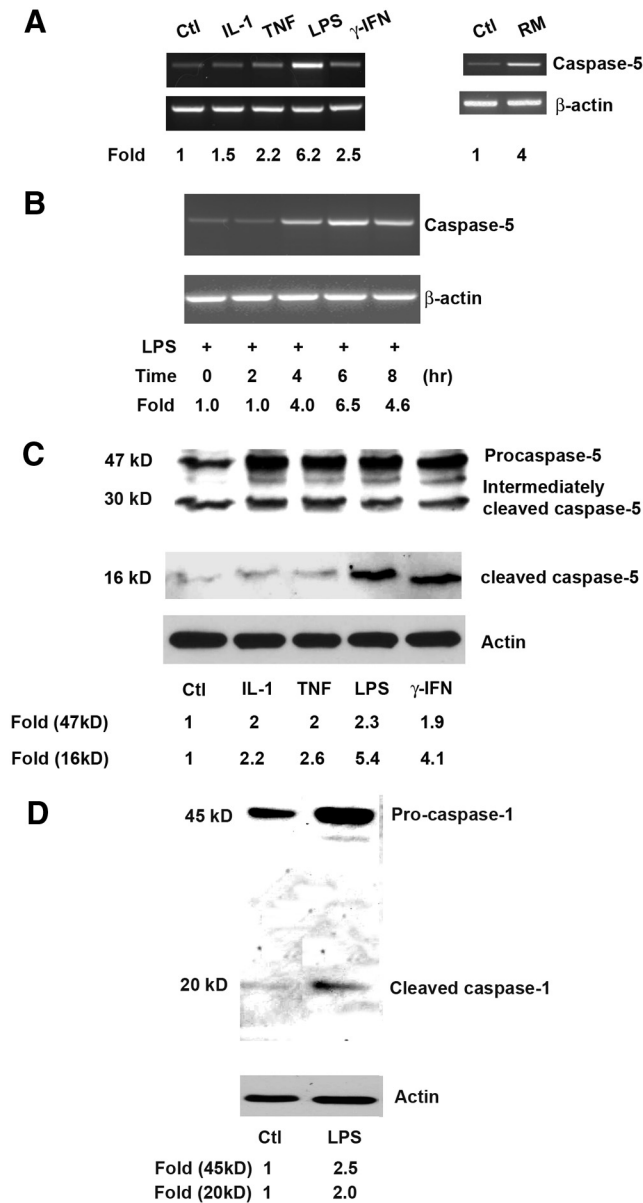 A
Ctl IL-1 TNF LPS γ-IFN Ctl RM
Caspase-5
β-actin
Fold 1 1.5 2.2 6.2 2.5 1 4
B
Caspase-5
β-actin
LPS + + + + +
Time 0 2 4 6 8 (hr)
Fold 1.0 1.0 4.0 6.5 4.6
C
47 kD Procaspase-5
30 kD Intermediately
cleaved caspase-5
16 kD cleaved caspase-5
Actin
Ctl IL-1 TNF LPS γ-IFN
Fold (47kD) 1 2 2 2.3 1.9
Fold (16kD) 1 2.2 2.6 5.4 4.1
D
45 kD Pro-caspase-1
20 kD Cleaved caspase-1
Actin
Ctl LPS
Fold (45kD) 1 2.5
Fold (20kD) 1 2.0